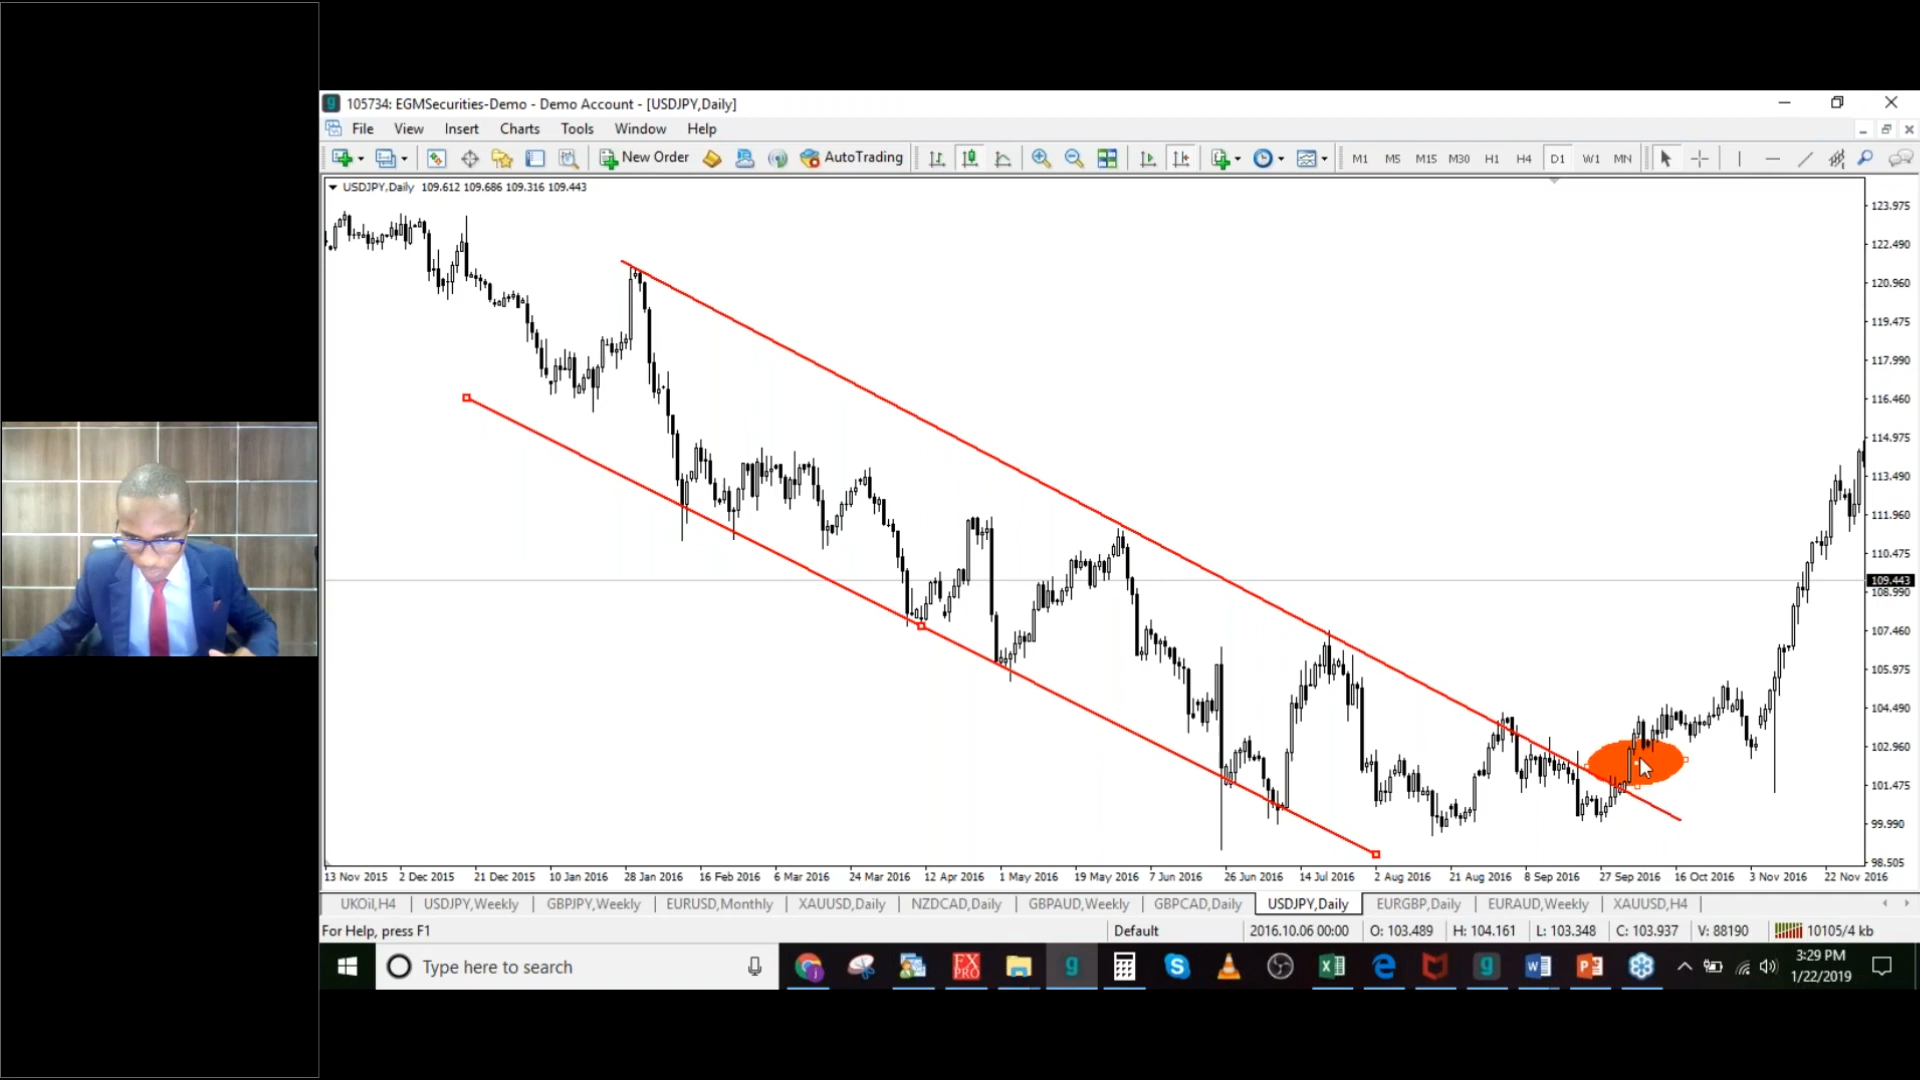 105734: EGMSecurities-Demo - Demo Account - [USDJPY,Daily]
File View Insert Charts Tools Window Help
New Order AutoTrading M1 M5 M15 M30 H1 H4 D1 W1 MN
USDJPY,Daily 109.612 109.686 109.316 109.443
123.975
122.490
120.960
119.475
117.990
116.460
114.975
113.490
111.960
110.475
109.443
108.990
107.460
105.975
104.490
102.960
101.475
99.990
98.505
13 Nov 2015 2 Dec 2015 21 Dec 2015 10 Jan 2016 28 Jan 2016 16 Feb 2016 6 Mar 2016 24 Mar 2016 12 Apr 2016 1 May 2016 19 May 2016 7 Jun 2016 26 Jun 2016 14 Jul 2016 2 Aug 2016 21 Aug 2016 8 Sep 2016 27 Sep 2016 16 Oct 2016 3 Nov 2016 22 Nov 2016
UKOil,H4 USDJPY,Weekly GBPJPY,Weekly EURUSD,Monthly XAUUSD,Daily NZDCAD,Daily GBPAUD,Weekly GBPCAD,Daily USDJPY,Daily EURGBP,Daily EURAUD,Weekly XAUUSD,H4
For Help, press F1 Default 2016.10.06 00:00 O: 103.489 H: 104.161 L: 103.348 C: 103.937 V: 88190 10105/4 kb
Type here to search FX PRO 3:29 PM
1/22/2019